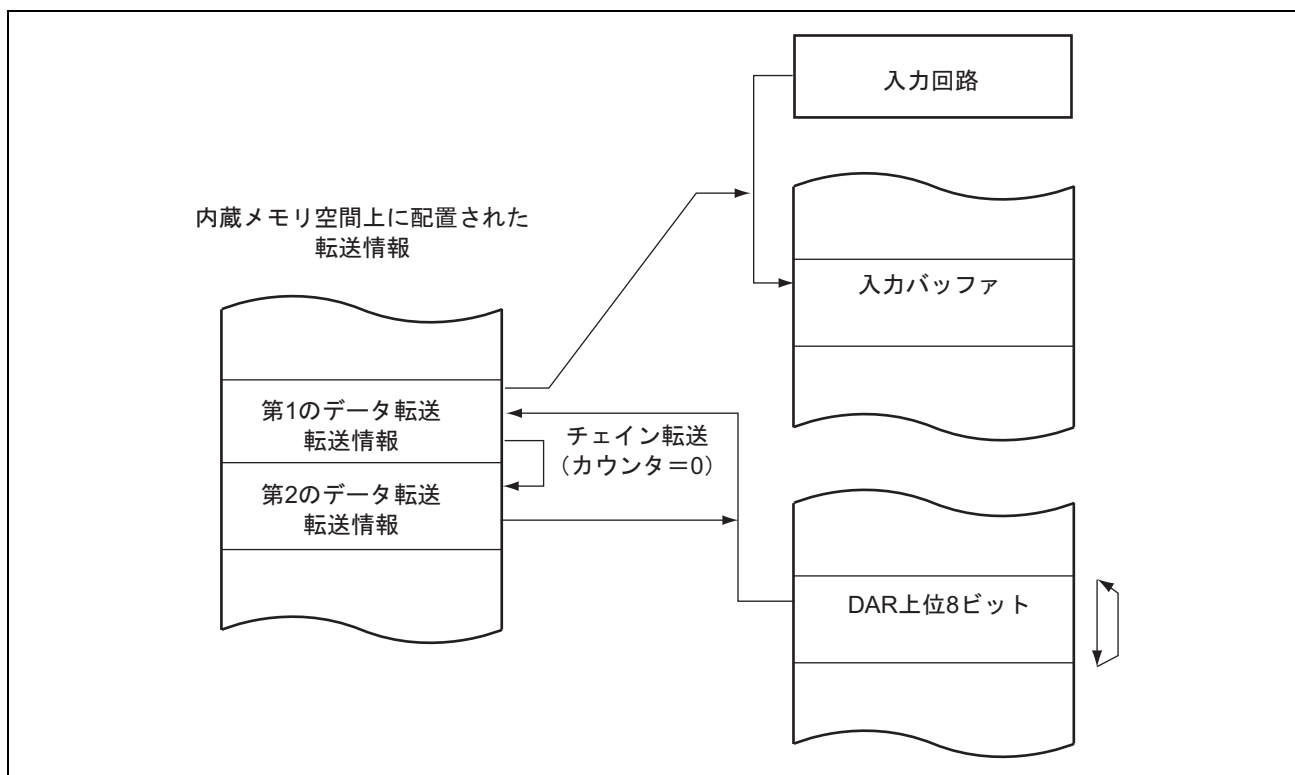 入力回路
内蔵メモリ空間上に配置された
転送情報
入力バッファ
第1のデータ転送
転送情報
チェイン転送
（カウンタ＝0）
第2のデータ転送
転送情報
DAR上位8ビット